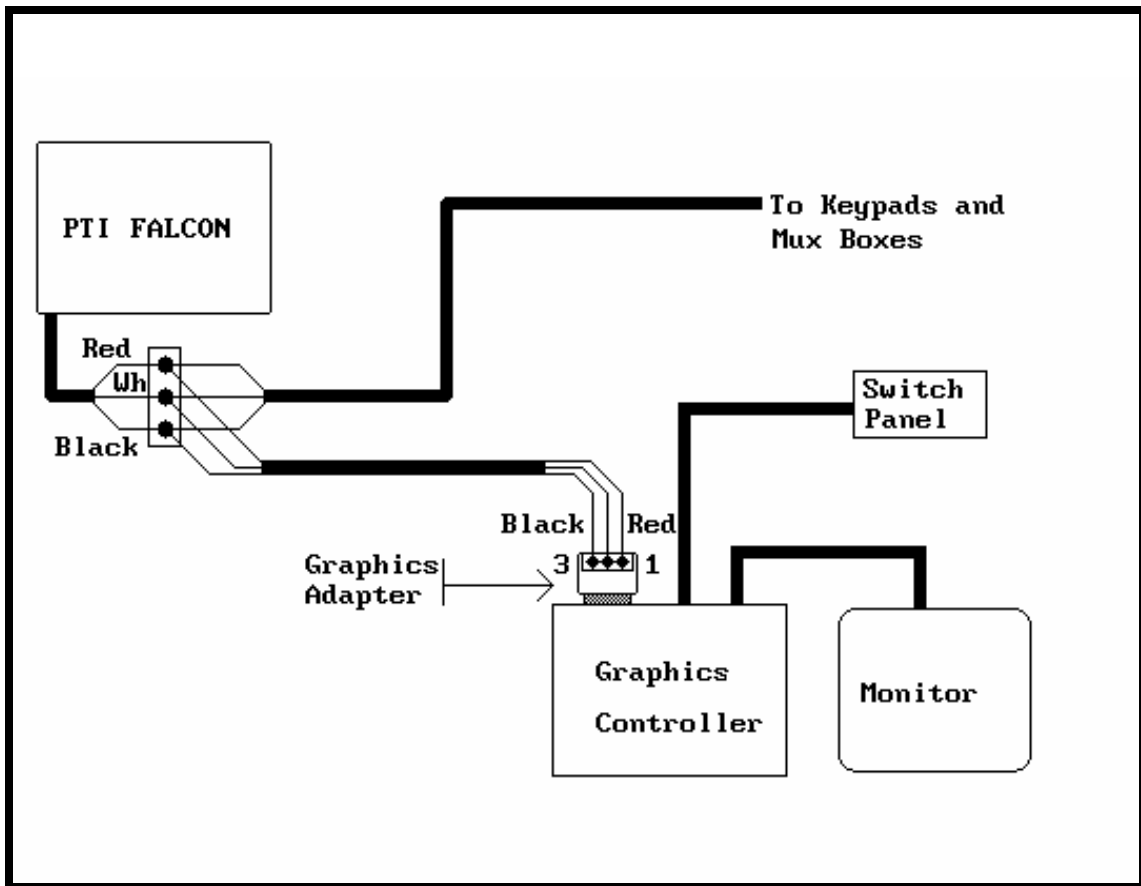 PTI FALCON
To Keypads and
Mux Boxes
Red
Wh
Black
Switch
Panel
Black
Red
3
1
Graphics
Adapter
Graphics
Controller
Monitor